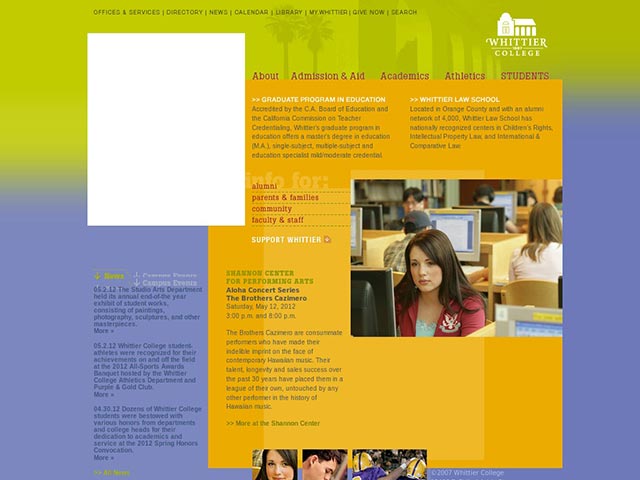 OFFICES & SERVICES | DIRECTORY | NEWS | CALENDAR | LIBRARY | MY.WHITTIER | GIVE NOW | SEARCH
WHITTIER
1887
COLLEGE
About Admission & Aid Academics Athletics STUDENTS
>> GRADUATE PROGRAM IN EDUCATION
Accredited by the C.A. Board of Education and
the California Commission on Teacher
Credentialing, Whittier's graduate program in
education offers a master's degree in education
(M.A.), single-subject, multiple-subject and
education specialist mild/moderate credential.
>> WHITTIER LAW SCHOOL
Located in Orange County and with an alumni
network of 4,000, Whittier Law School has
nationally recognized centers in Children's Rights,
Intellectual Property Law, and International &
Comparative Law.
info for:
alumni
parents & families
community
faculty & staff
SUPPORT WHITTIER
News
Campus Events
Campus Events
05.2.12 The Studio Arts Department
held its annual end-of-the year
exhibit of student works,
consisting of paintings,
photography, sculptures, and other
masterpieces.
More »
05.2.12 Whittier College student-
athletes were recognized for their
achievements on and off the field
at the 2012 All-Sports Awards
Banquet hosted by the Whittier
College Athletics Department and
Purple & Gold Club.
More »
04.30.12 Dozens of Whittier College
students were bestowed with
various honors from departments
and college heads for their
dedication to academics and
service at the 2012 Spring Honors
Convocation.
More »
>> All News
SHANNON CENTER
FOR PERFORMING ARTS
Aloha Concert Series
The Brothers Cazimero
Saturday, May 12, 2012
3:00 p.m. and 8:00 p.m.
The Brothers Cazimero are consummate
performers who have made their
indelible imprint on the face of
contemporary Hawaiian music. Their
talent, longevity and sales success over
the past 30 years have placed them in a
league of their own, untouched by any
other performer in the history of
Hawaiian music.
>> More at the Shannon Center
©2007 Whittier College